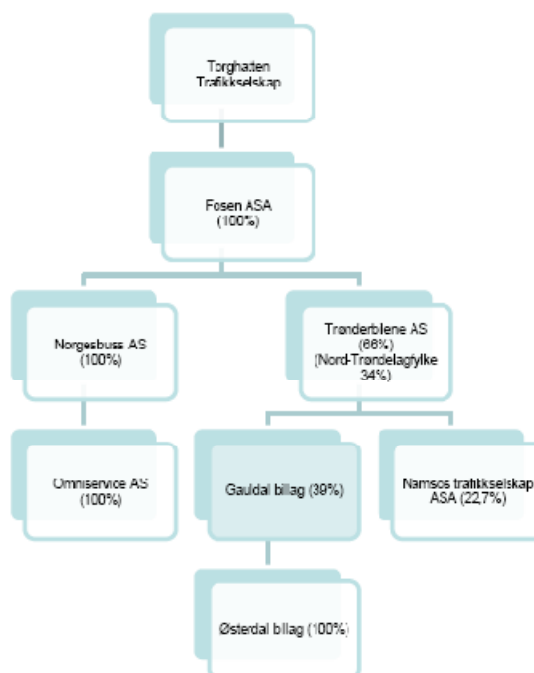 Torghatten
Trafikkselskap
Fosen ASA
(100%)
Norgesbuss AS
(100%)
Trønderbilene AS
(66%)
(Nord-Trøndelagfylke
34%)
Omniservice AS
(100%)
Gauldal billag (39%)
Namsos trafikkselskap
ASA (22,7%)
Østerdal billag (100%)